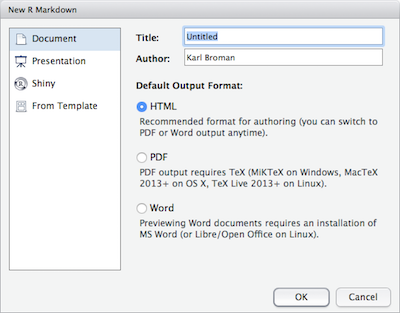 New R Markdown
Document
Presentation
Shiny
From Template
Title: Untitled
Author: Karl Broman
Default Output Format:
HTML
Recommended format for authoring (you can switch to
PDF or Word output anytime).
PDF
PDF output requires TeX (MiKTeX on Windows, MacTeX
2013+ on OS X, TeX Live 2013+ on Linux).
Word
Previewing Word documents requires an installation of
MS Word (or Libre/Open Office on Linux).
OK Cancel